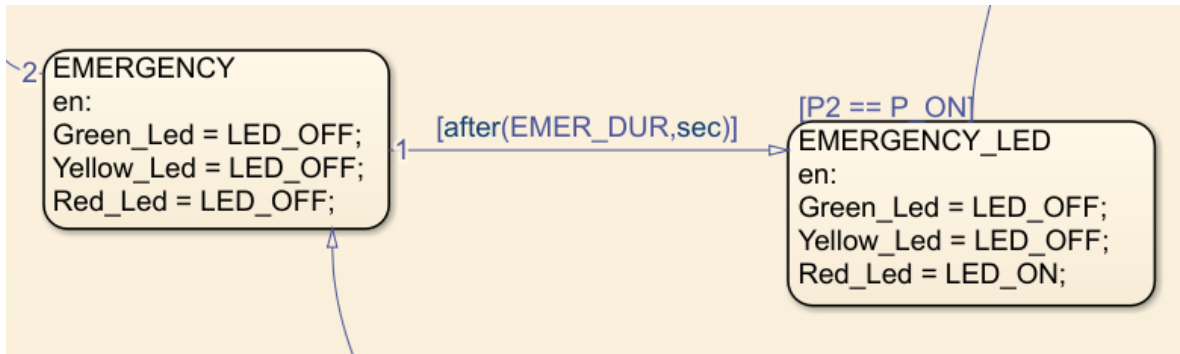 2
EMERGENCY
en:
Green_Led = LED_OFF;
Yellow_Led = LED_OFF;
Red_Led = LED_OFF;
1
[after(EMER_DUR,sec)]
[P2 == P_ON]
EMERGENCY_LED
en:
Green_Led = LED_OFF;
Yellow_Led = LED_OFF;
Red_Led = LED_ON;